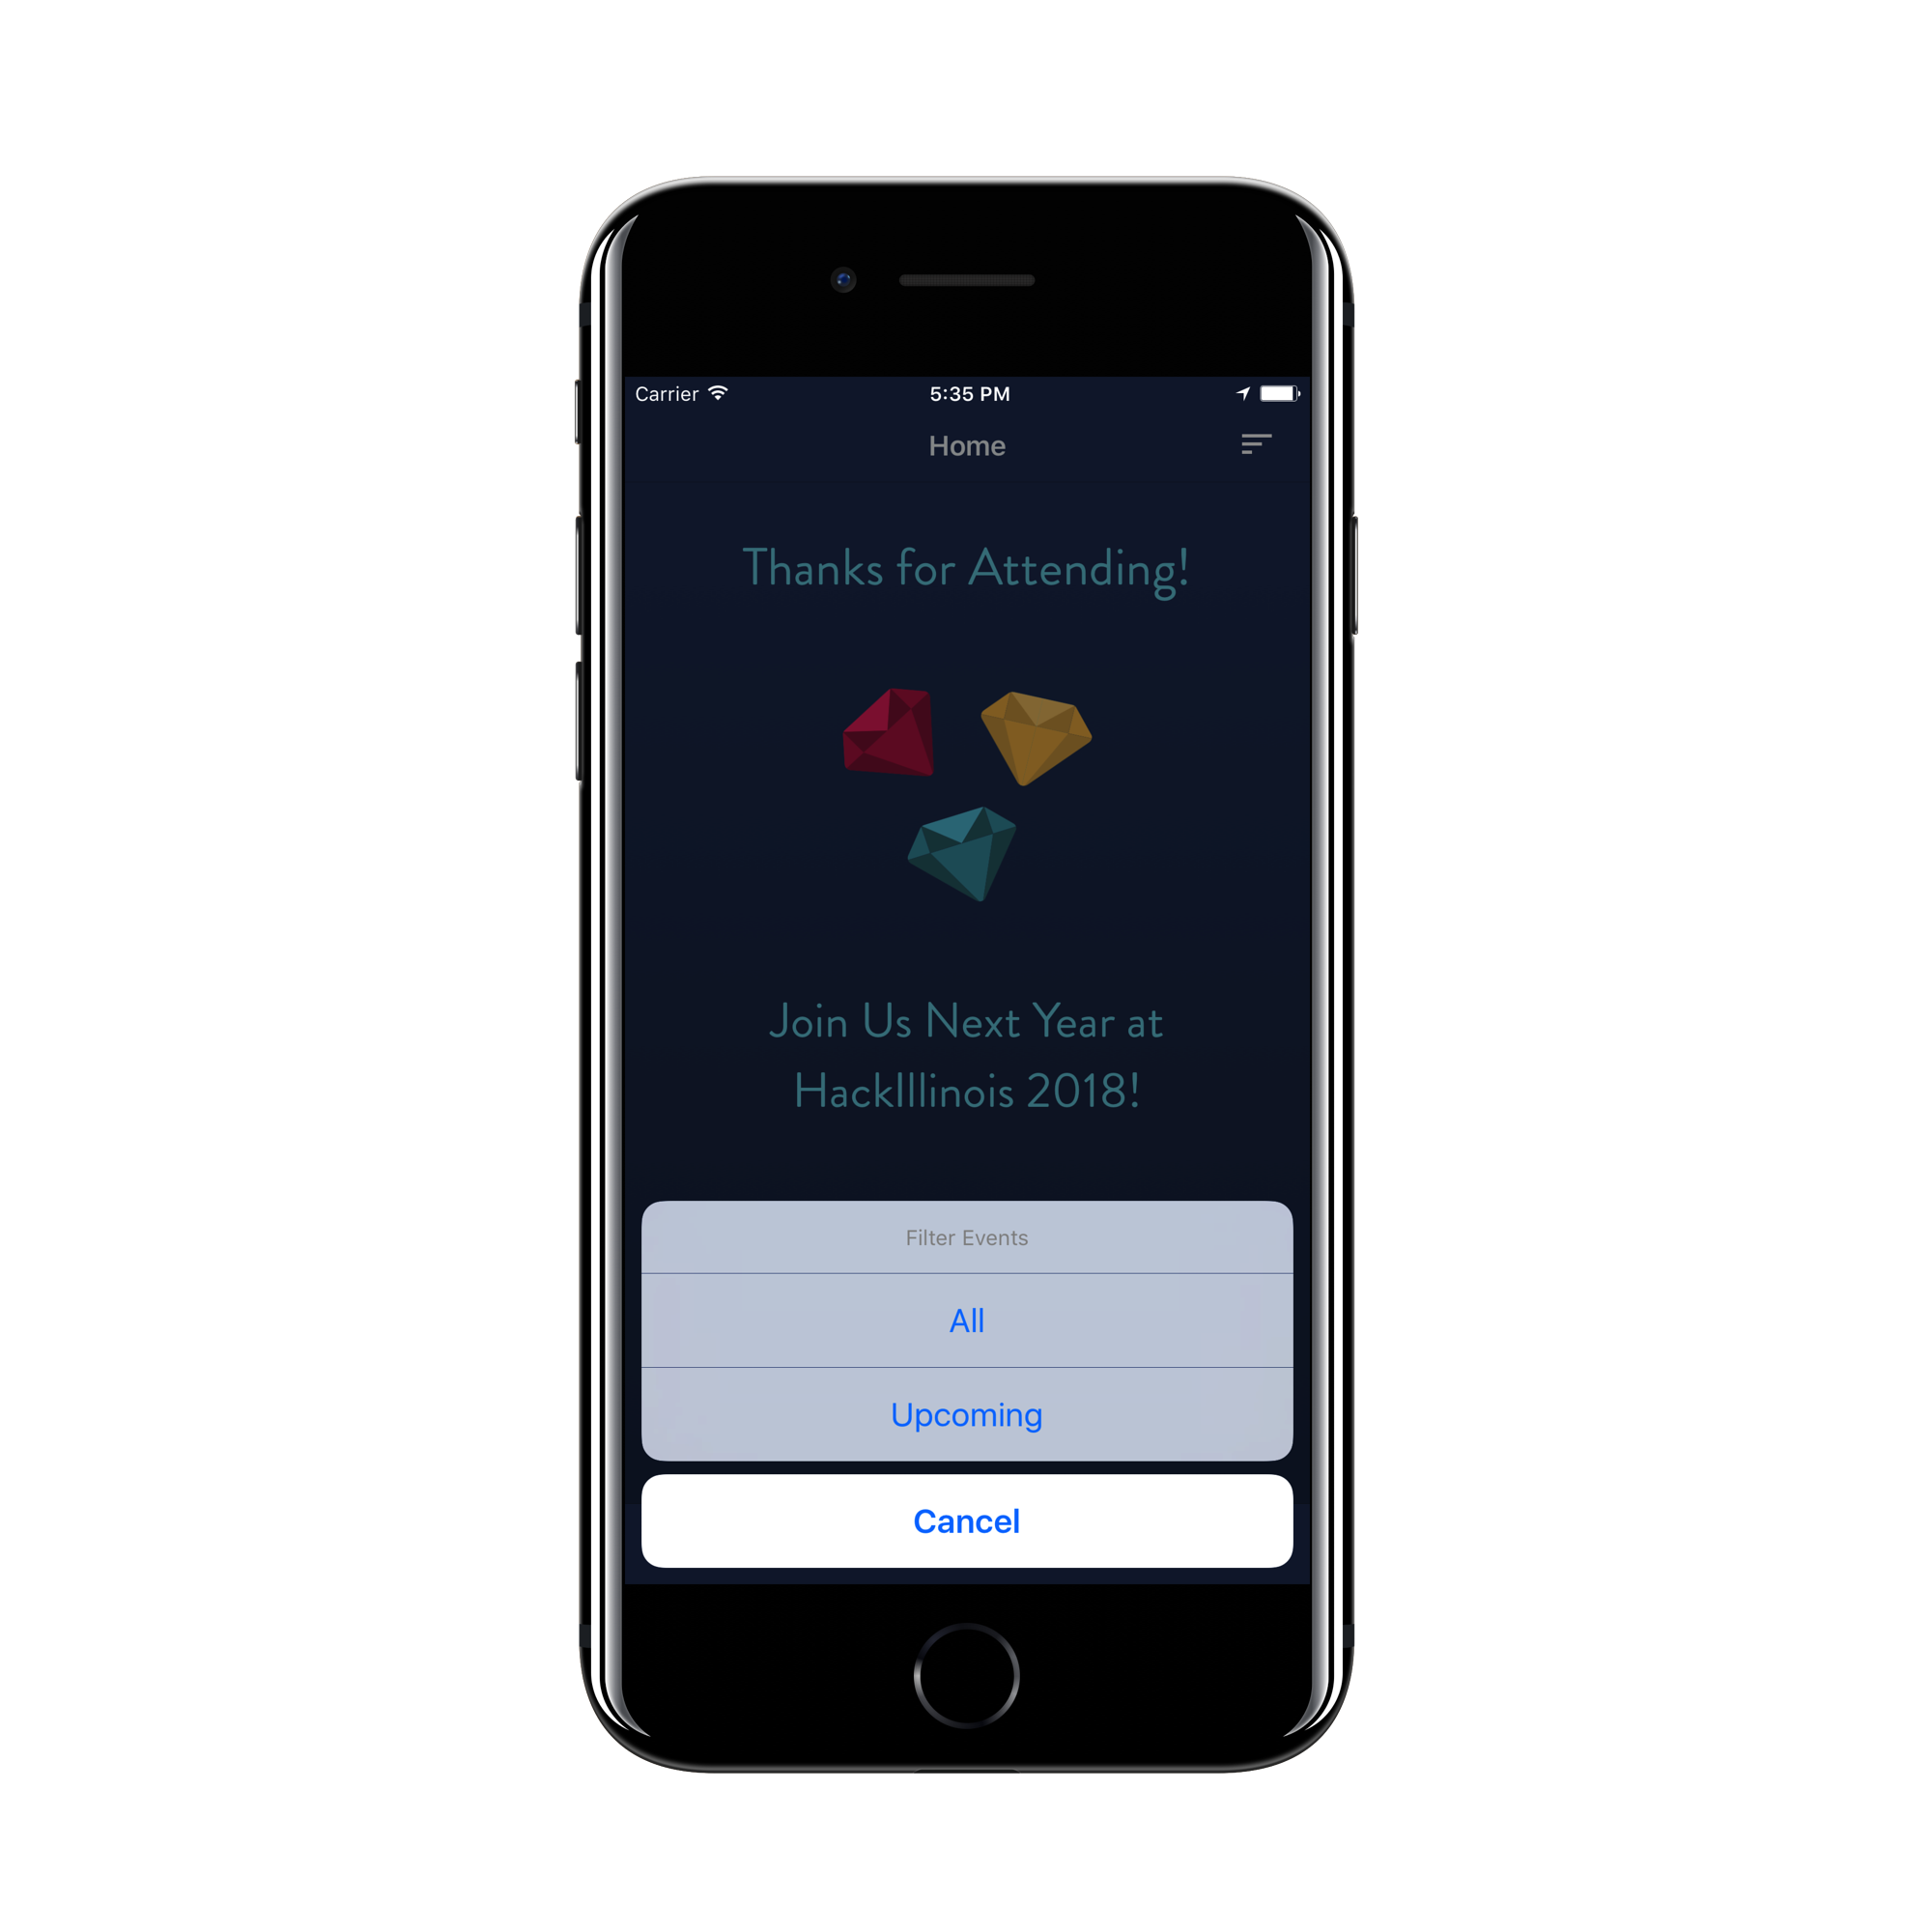 Carrier 5:35 PM
Home
Thanks for Attending!
Join Us Next Year at
HackIllinois 2018!
Filter Events
All
Upcoming
Cancel